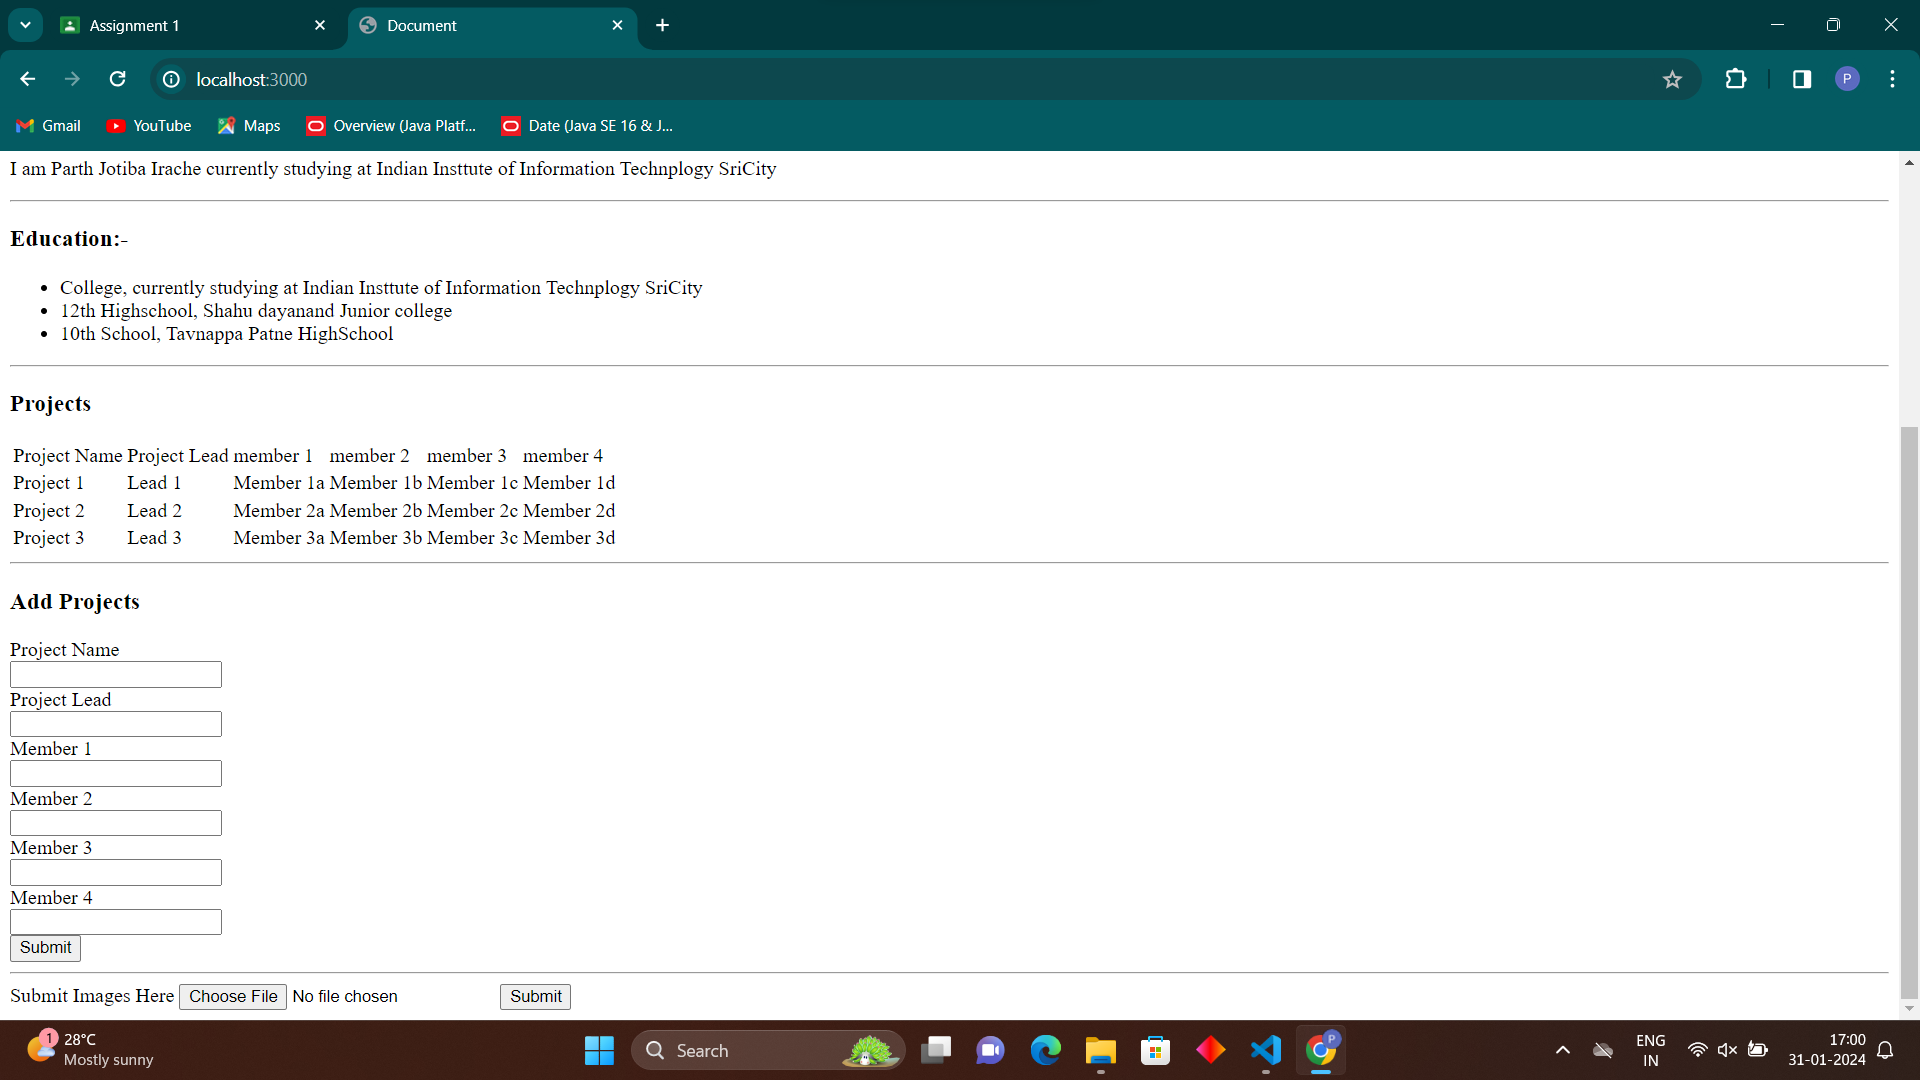 Assignment 1
Document
localhost:3000
P
Gmail
YouTube
Maps
Overview (Java Platf...
Date (Java SE 16 & J...
I am Parth Jotiba Irache currently studying at Indian Insttute of Information Technplogy SriCity
Education:-
College, currently studying at Indian Insttute of Information Technplogy SriCity
12th Highschool, Shahu dayanand Junior college
10th School, Tavnappa Patne HighSchool
Projects
Project Name Project Lead member 1 member 2 member 3 member 4
Project 1 Lead 1 Member 1a Member 1b Member 1c Member 1d
Project 2 Lead 2 Member 2a Member 2b Member 2c Member 2d
Project 3 Lead 3 Member 3a Member 3b Member 3c Member 3d
Add Projects
Project Name
Project Lead
Member 1
Member 2
Member 3
Member 4
Submit
Submit Images Here Choose File No file chosen Submit
1
28°C
Mostly sunny
Search
P
ENG
IN
17:00
31-01-2024